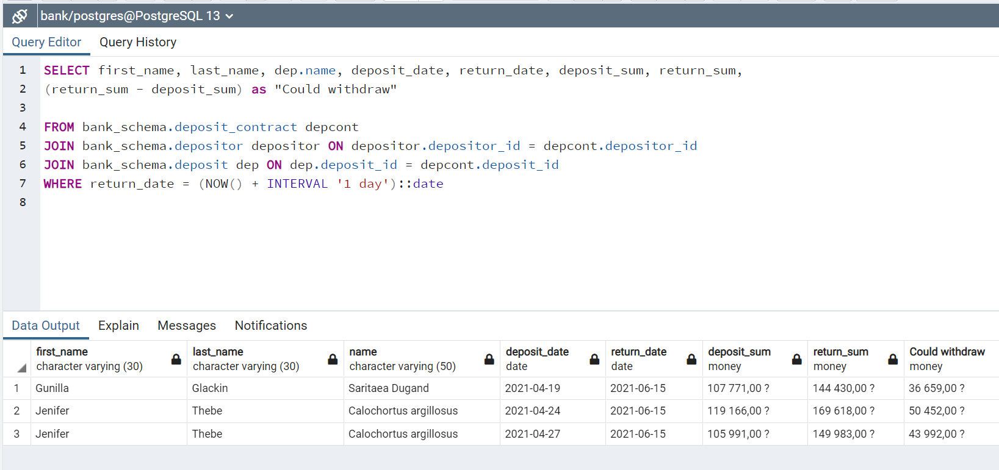 bank/postgres@PostgreSQL 13
Query Editor Query History
1 SELECT first_name, last_name, dep.name, deposit_date, return_date, deposit_sum, return_sum,
2 (return_sum - deposit_sum) as "Could withdraw"
3
4 FROM bank_schema.deposit_contract depcont
5 JOIN bank_schema.depositor depositor ON depositor.depositor_id = depcont.depositor_id
6 JOIN bank_schema.deposit dep ON dep.deposit_id = depcont.deposit_id
7 WHERE return_date = (NOW() + INTERVAL '1 day')::date
8
Data Output Explain Messages Notifications
first_name last_name name deposit_date return_date deposit_sum return_sum Could withdraw
character varying (30) character varying (30) character varying (50) date date money money money
1 Gunilla Glackin Saritaea Dugand 2021-04-19 2021-06-15 107 771,00 ? 144 430,00 ? 36 659,00 ?
2 Jenifer Thebe Calochortus argillosus 2021-04-24 2021-06-15 119 166,00 ? 169 618,00 ? 50 452,00 ?
3 Jenifer Thebe Calochortus argillosus 2021-04-27 2021-06-15 105 991,00 ? 149 983,00 ? 43 992,00 ?